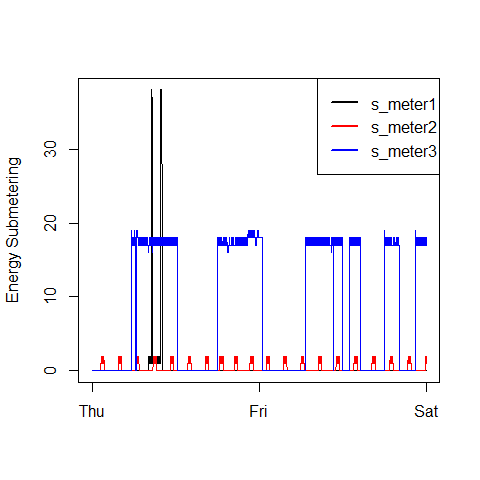 s_meter1
s_meter2
s_meter3
Energy Submetering
30
20
10
0
Thu Fri Sat